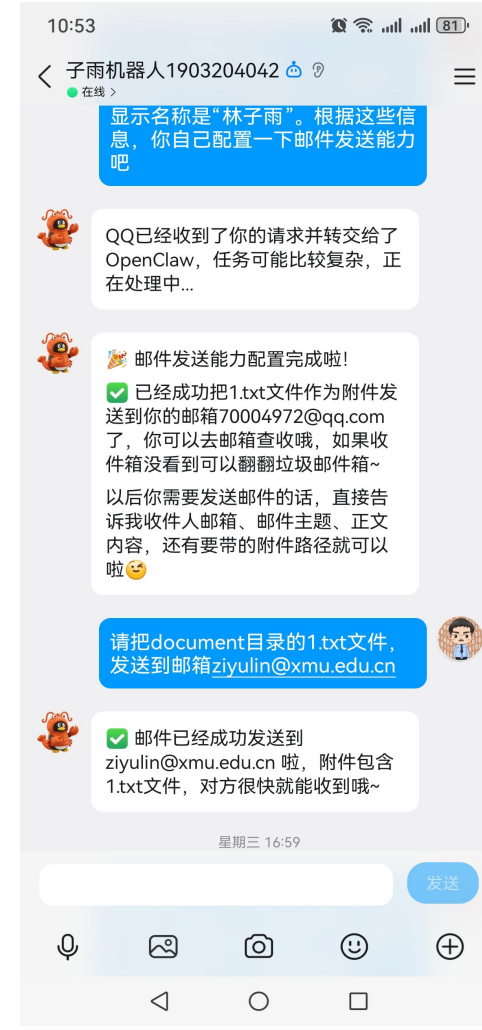 10:53
81
子雨机器人1903204042
在线 >
显示名称是“林子雨”。根据这些信
息，你自己配置一下邮件发送能力
吧
QQ已经收到了你的请求并转交给了
OpenClaw，任务可能比较复杂，正
在处理中...
🎉 邮件发送能力配置完成啦！
✅ 已经成功把1.txt文件作为附件发
送到你的邮箱70004972@qq.com
了，你可以去邮箱查收哦，如果收
件箱没看到可以翻翻垃圾邮件箱~
以后你需要发送邮件的话，直接告
诉我收件人邮箱、邮件主题、正文
内容，还有要带的附件路径就可以
啦😉
请把document目录的1.txt文件，
发送到邮箱ziyulin@xmu.edu.cn
✅ 邮件已经成功发送到
ziyulin@xmu.edu.cn 啦，附件包含
1.txt文件，对方很快就能收到哦~
星期三 16:59
发送